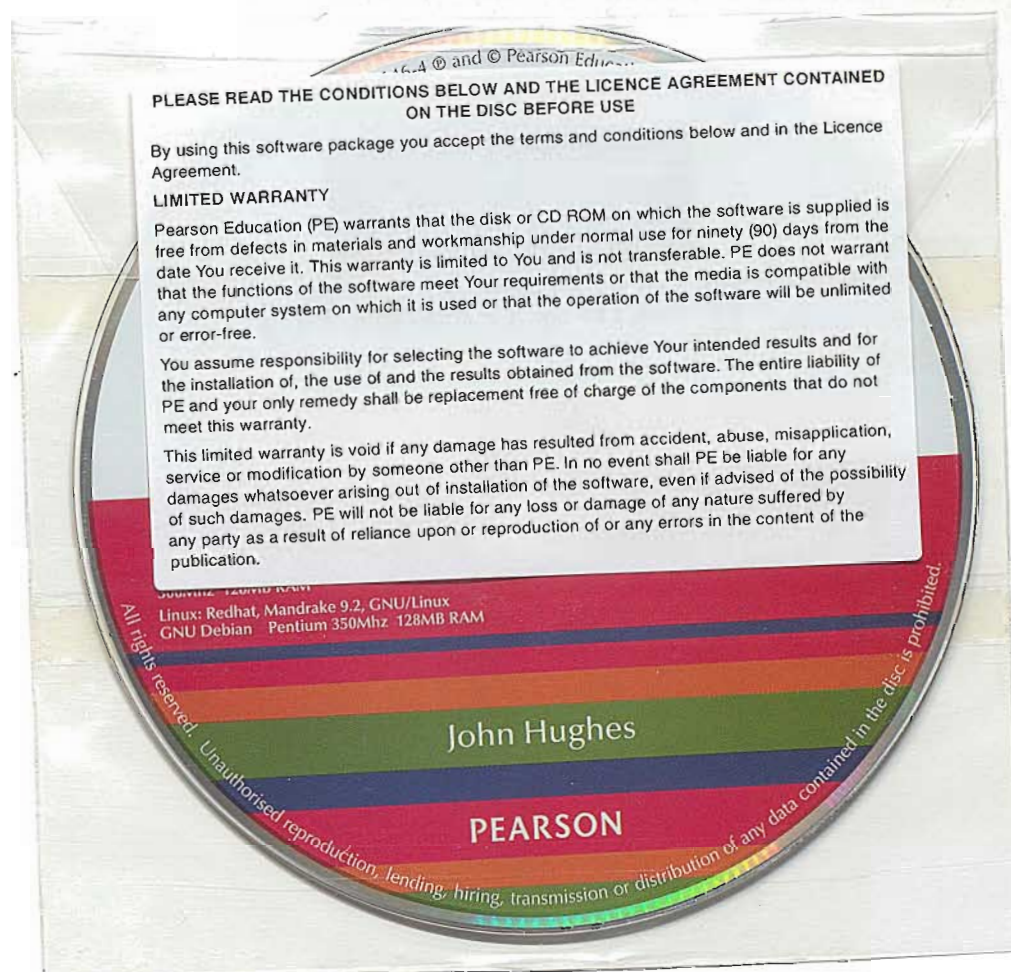 ® and © Pearson
PLEASE READ THE CONDITIONS BELOW AND THE LICENCE AGREEMENT CONTAINED
ON THE DISC BEFORE USE
By using this software package you accept the terms and conditions below and in the Licence
Agreement.
LIMITED WARRANTY
Pearson Education (PE) warrants that the disk or CD ROM on which the software is supplied is
free from defects in materials and workmanship under normal use for ninety (90) days from the
date You receive it. This warranty is limited to You and is not transferable. PE does not warrant
that the functions of the software meet Your requirements or that the media is compatible with
any computer system on which it is used or that the operation of the software will be unlimited
or error-free.
You assume responsibility for selecting the software to achieve Your intended results and for
the installation of, the use of and the results obtained from the software. The entire liability of
PE and your only remedy shall be replacement free of charge of the components that do not
meet this warranty.
This limited warranty is void if any damage has resulted from accident, abuse, misapplication,
service or modification by someone other than PE. In no event shall PE be liable for any
damages whatsoever arising out of installation of the software, even if advised of the possibility
of such damages. PE will not be liable for any loss or damage of any nature suffered by
any party as a result of reliance upon or reproduction of or any errors in the content of the
publication.
Linux: Redhat, Mandrake 9.2, GNU/Linux
GNU Debian Pentium 350Mhz 128MB RAM
John Hughes
PEARSON
All rights reserved. Unauthorised reproduction, lending, hiring, transmission or distribution of any data contained in the disc is prohibited.